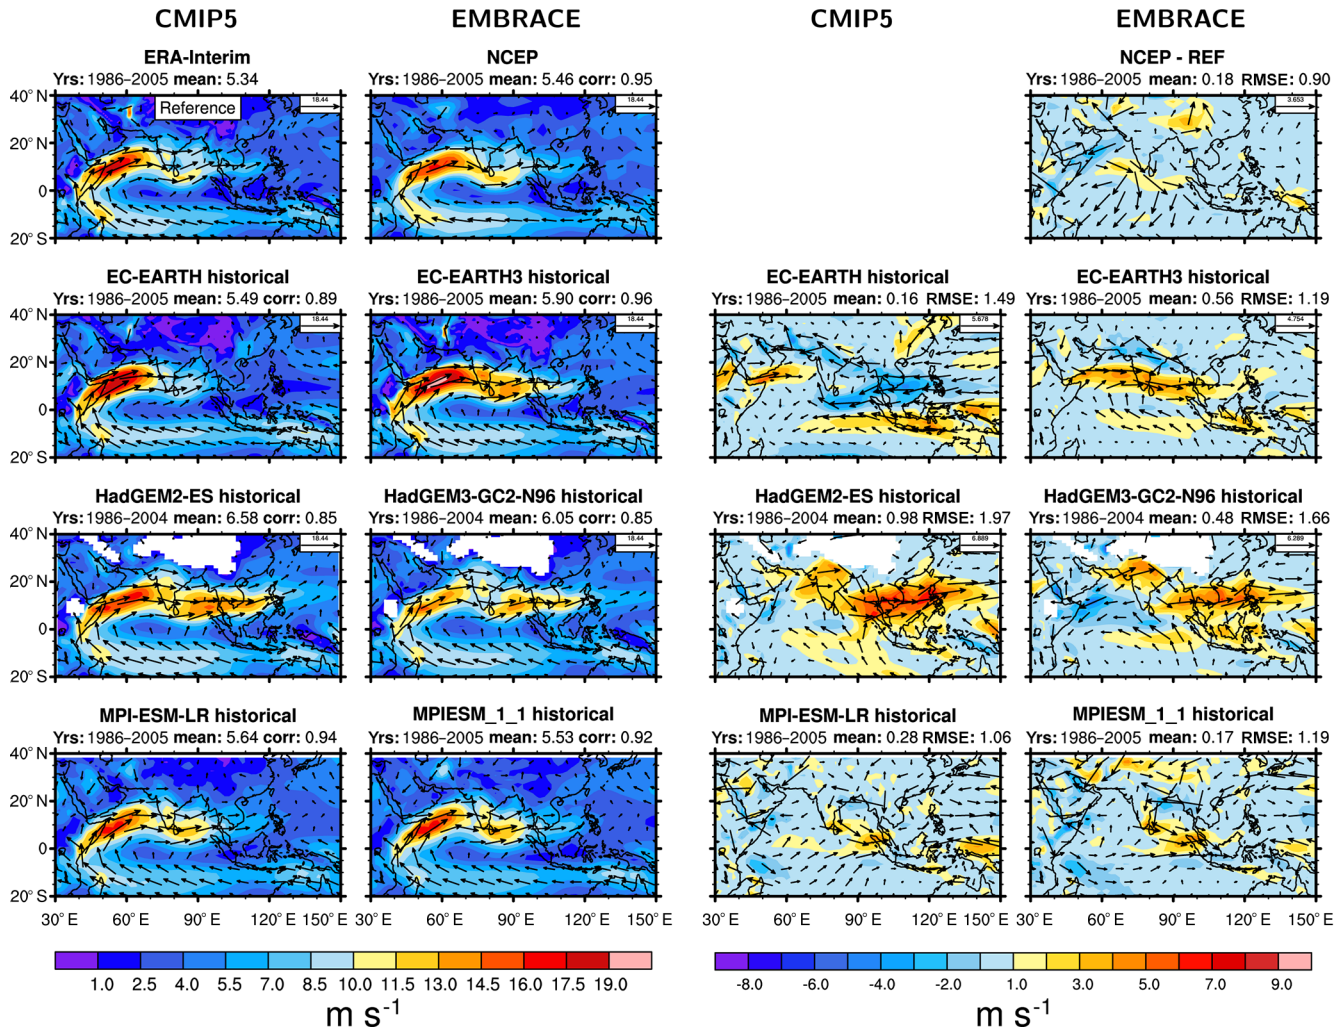 CMIP5 EMBRACE CMIP5 EMBRACE
ERA-Interim NCEP NCEP - REF
Yrs: 1986–2005 mean: 5.34 Yrs: 1986–2005 mean: 5.46 corr: 0.95 Yrs: 1986–2005 mean: 0.18 RMSE: 0.90
40° N Reference 18.44 18.44 3.653
20° N
0
20° S
EC-EARTH historical EC-EARTH3 historical EC-EARTH historical EC-EARTH3 historical
Yrs: 1986–2005 mean: 5.49 corr: 0.89 Yrs: 1986–2005 mean: 5.90 corr: 0.96 Yrs: 1986–2005 mean: 0.16 RMSE: 1.49 Yrs: 1986–2005 mean: 0.56 RMSE: 1.19
40° N 18.44 18.44 5.678 4.754
20° N
0
20° S
HadGEM2-ES historical HadGEM3-GC2-N96 historical HadGEM2-ES historical HadGEM3-GC2-N96 historical
Yrs: 1986–2004 mean: 6.58 corr: 0.85 Yrs: 1986–2004 mean: 6.05 corr: 0.85 Yrs: 1986–2004 mean: 0.98 RMSE: 1.97 Yrs: 1986–2004 mean: 0.48 RMSE: 1.66
40° N 18.44 18.44 6.889 6.289
20° N
0
20° S
MPI-ESM-LR historical MPIESM_1_1 historical MPI-ESM-LR historical MPIESM_1_1 historical
Yrs: 1986–2005 mean: 5.64 corr: 0.94 Yrs: 1986–2005 mean: 5.53 corr: 0.92 Yrs: 1986–2005 mean: 0.28 RMSE: 1.06 Yrs: 1986–2005 mean: 0.17 RMSE: 1.19
40° N
20° N
0
20° S
30° E 60° E 90° E 120° E 150° E 30° E 60° E 90° E 120° E 150° E 30° E 60° E 90° E 120° E 150° E 30° E 60° E 90° E 120° E 150° E
1.0 2.5 4.0 5.5 7.0 8.5 10.0 11.5 13.0 14.5 16.0 17.5 19.0 -8.0 -6.0 -4.0 -2.0 1.0 3.0 5.0 7.0 9.0
m s-1 m s-1